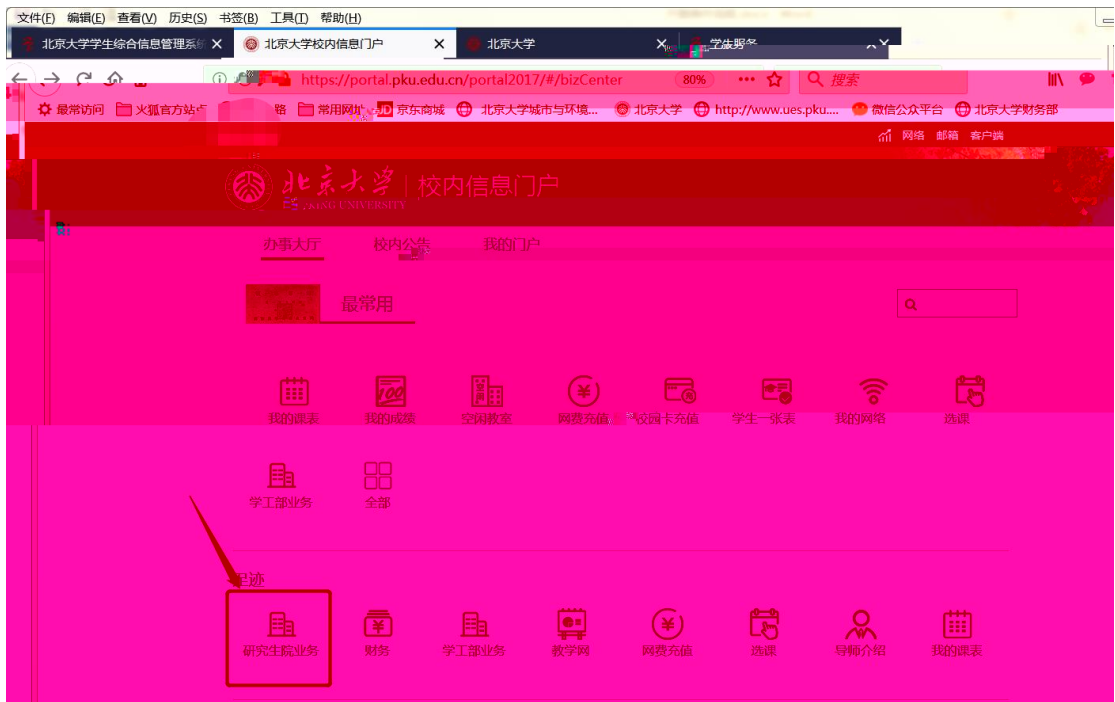 文件(F) 编辑(E) 查看(V) 历史(S) 书签(B) 工具(T) 帮助(H)
北京大学学生综合信息管理系统 北京大学校内信息门户 北京大学
https://portal.pku.edu.cn/portal2017/#/bizCenter 80% 搜索
最常访问 火狐官方站点 常用网址 JD 京东商城 北京大学城市与环境... 北京大学 http://www.ues.pku.... 微信公众平台 北京大学财务部
网络 邮箱 客户端
北京大学 校内信息门户
PEKING UNIVERSITY
办事大厅 校内公告 我的门户
最常用
我的课表 我的成绩 空闲教室 网费充值 校园卡充值 学生一张表 我的网络 选课
学工部业务 全部
足迹
研究生院业务 财务 学工部业务 教学网 网费充值 选课 导师介绍 我的课表